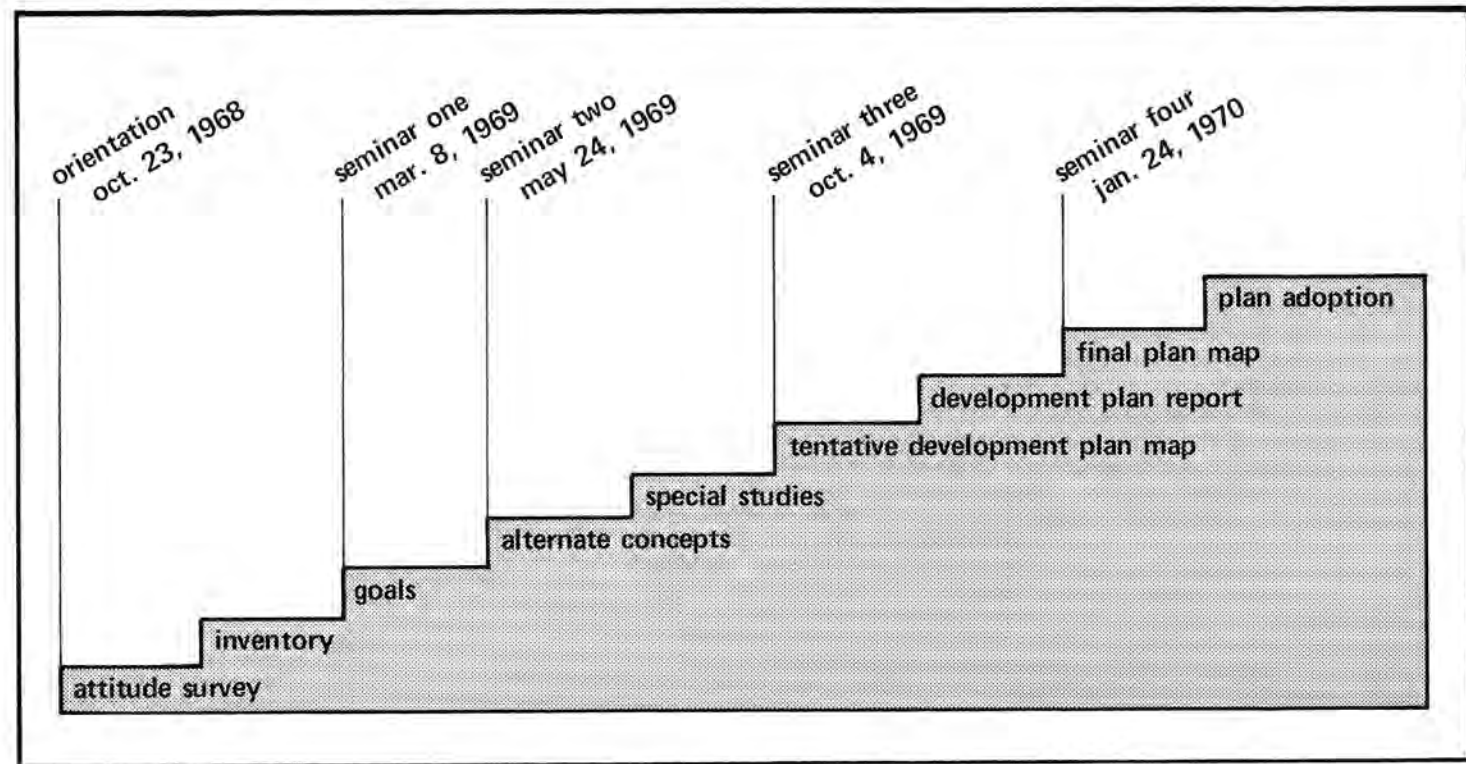 orientation
oct. 23, 1968
seminar one
mar. 8, 1969
seminar two
may 24, 1969
seminar three
oct. 4, 1969
seminar four
jan. 24, 1970
plan adoption
final plan map
development plan report
tentative development plan map
special studies
alternate concepts
goals
inventory
attitude survey